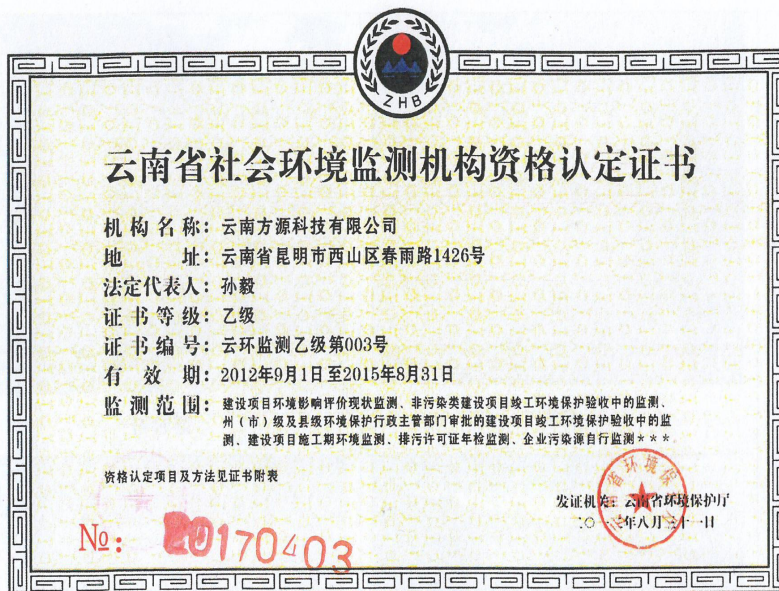 ZHB
云南省社会环境监测机构资格认定证书
机构名称：云南方源科技有限公司
地址：云南省昆明市西山区春雨路1426号
法定代表人：孙毅
证书等级：乙级
证书编号：云环监测乙级第003号
有效期：2012年9月1日至2015年8月31日
监测范围：建设项目环境影响评价现状监测、非污染类建设项目竣工环境保护验收中的监测、
州（市）级及县级环境保护行政主管部门审批的建设项目竣工环境保护验收中的监
测、建设项目施工期环境监测、排污许可证年检监测、企业污染源自行监测＊＊＊
资格认定项目及方法见证书附表
发证机关：云南省环境保护厅
二〇一二年八月三十一日
№：20170403